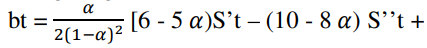 bt = α/2(1−α)² [6 - 5 α)S’t – (10 - 8 α) S’’t +